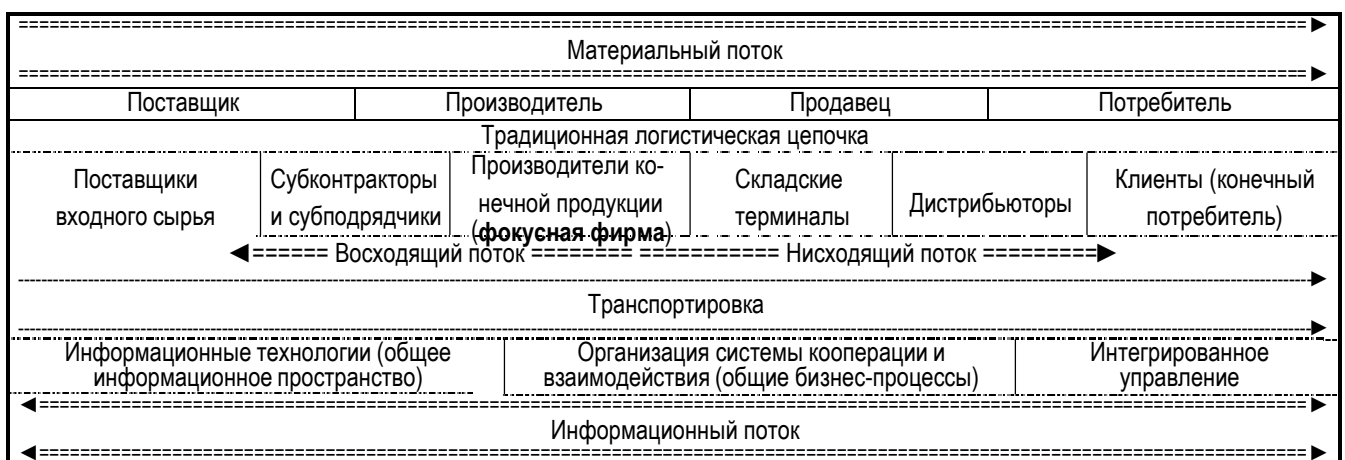 Материальный поток
Поставщик Производитель Продавец Потребитель
Традиционная логистическая цепочка
Поставщики
входного сырья
Субконтракторы
и субподрядчики
Производители ко-
нечной продукции
(фокусная фирма)
Складские
терминалы
Дистрибьюторы
Клиенты (конечный
потребитель)
Восходящий поток Нисходящий поток
Транспортировка
Информационные технологии (общее
информационное пространство)
Организация системы кооперации и
взаимодействия (общие бизнес-процессы)
Интегрированное
управление
Информационный поток